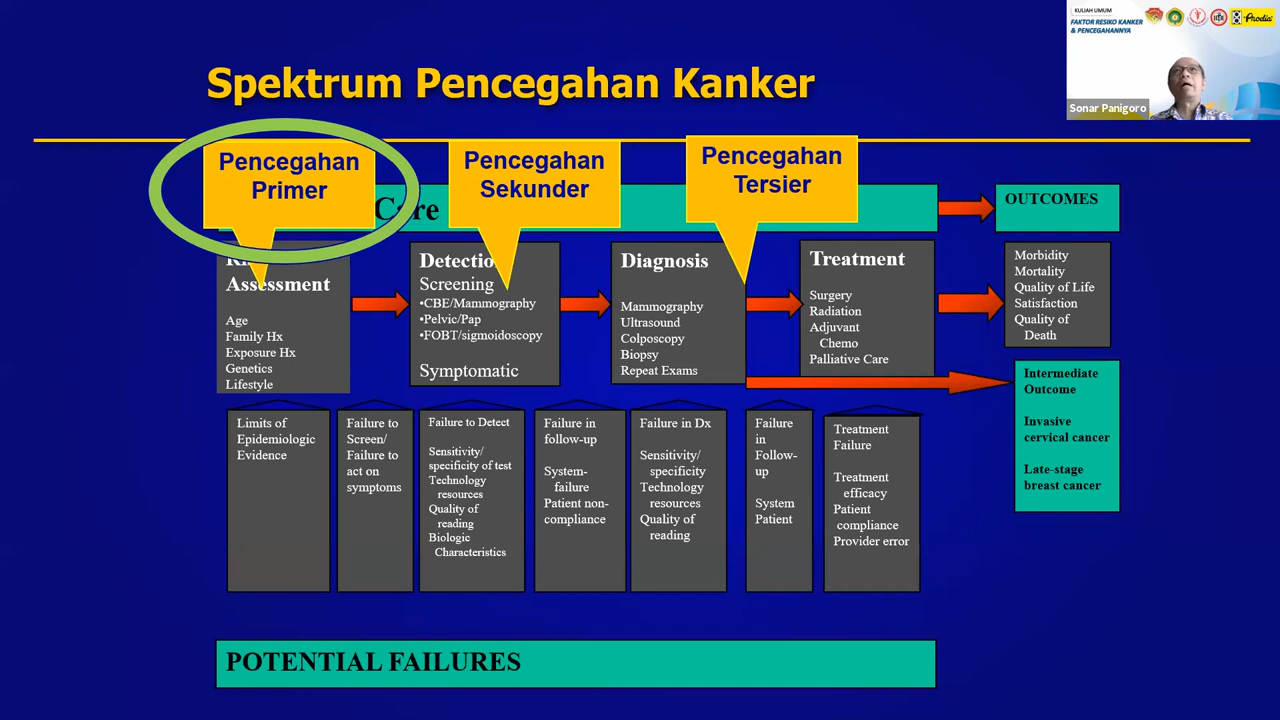 KULIAH UMUM
FAKTOR RESIKO KANKER
& PENCEGAHANNYA
Prodia
Sonar Panigoro
Spektrum Pencegahan Kanker
Pencegahan
Primer
Pencegahan
Sekunder
Pencegahan
Tersier
Care
OUTCOMES
Assessment
Age
Family Hx
Exposure Hx
Genetics
Lifestyle
Detection
Screening
•CBE/Mammography
•Pelvic/Pap
•FOBT/sigmoidoscopy
Symptomatic
Diagnosis
Mammography
Ultrasound
Colposcopy
Biopsy
Repeat Exams
Treatment
Surgery
Radiation
Adjuvant
Chemo
Palliative Care
Morbidity
Mortality
Quality of Life
Satisfaction
Quality of
Death
Intermediate
Outcome
Invasive
cervical cancer
Late-stage
breast cancer
Limits of
Epidemiologic
Evidence
Failure to
Screen/
Failure to
act on
symptoms
Failure to Detect
Sensitivity/
specificity of test
Technology
resources
Quality of
reading
Biologic
Characteristics
Failure in
follow-up
System-
failure
Patient non-
compliance
Failure in Dx
Sensitivity/
specificity
Technology
resources
Quality of
reading
Failure
in
Follow-
up
System
Patient
Treatment
Failure
Treatment
efficacy
Patient
compliance
Provider error
POTENTIAL FAILURES